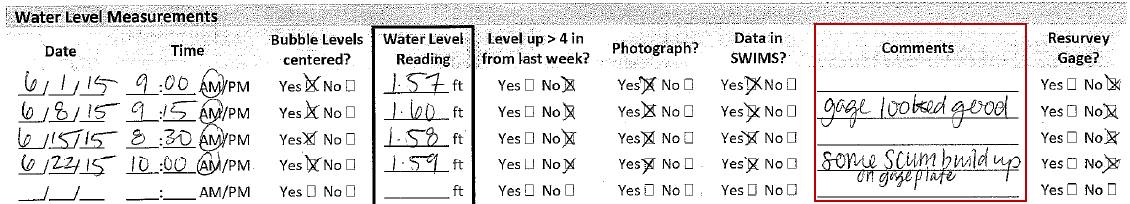 Water Level Measurements
Date Time Bubble Levels centered? Water Level Reading Level up > 4 in from last week? Photograph? Data in SWIMS? Comments Resurvey Gage?
6/1/15 9:00 AM/PM Yes☒ No☐ 1.57 ft Yes☐ No☒ Yes☒ No☐ Yes☒ No☐ Yes☐ No☒
6/8/15 9:15 AM/PM Yes☒ No☐ 1.60 ft Yes☐ No☒ Yes☒ No☐ Yes☒ No☐ gage looked good Yes☐ No☒
6/15/15 8:30 AM/PM Yes☒ No☐ 1.58 ft Yes☐ No☒ Yes☒ No☐ Yes☒ No☐ Yes☐ No☒
6/22/15 10:00 AM/PM Yes☒ No☐ 1.59 ft Yes☐ No☒ Yes☒ No☐ Yes☒ No☐ some scum build up on gage plate Yes☐ No☒
_/_/_ _:_ AM/PM Yes☐ No☐ ft Yes☐ No☐ Yes☐ No☐ Yes☐ No☐ Yes☐ No☐